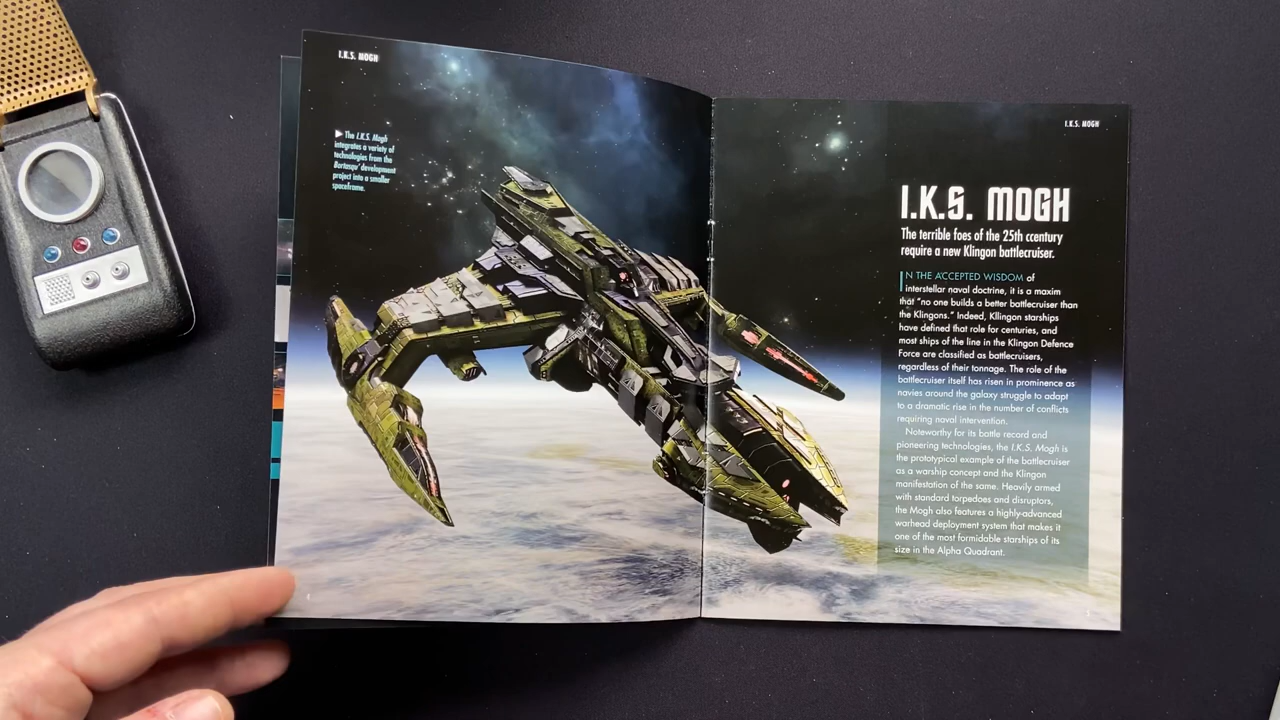 I.K.S. MOGH
▶ The I.K.S. Mogh
integrates a variety of
technologies from the
Bortasqu' development
project into a smaller
spaceframe.
I.K.S. MOGH
I.K.S. MOGH
The terrible foes of the 25th ccentury
require a new Klingon battlecruiser.
IN THE ACCEPTED WISDOM of
interstellar naval doctrine, it is a maxim
that “no one builds a better battlecruiser than
the Klingons.” Indeed, Kllingon starships
have defined that role for centuries, and
most ships of the line in the Klingon Defence
Force are classified as battlecruisers,
regardless of their tonnage. The role of the
battlecruiser itself has risen in prominence as
navies around the galaxy struggle to adapt
to a dramatic rise in the number of conflicts
requiring naval intervention.
Noteworthy for its battle record and
pioneering technologies, the I.K.S. Mogh is
the prototypical example of the battlecruiser
as a warship concept and the Klingon
manifestation of the same. Heavily armed
with standard torpedoes and disruptors,
the Mogh also features a highly-advanced
warhead deployment system that makes it
one of the most formidable starships of its
size in the Alpha Quadrant.